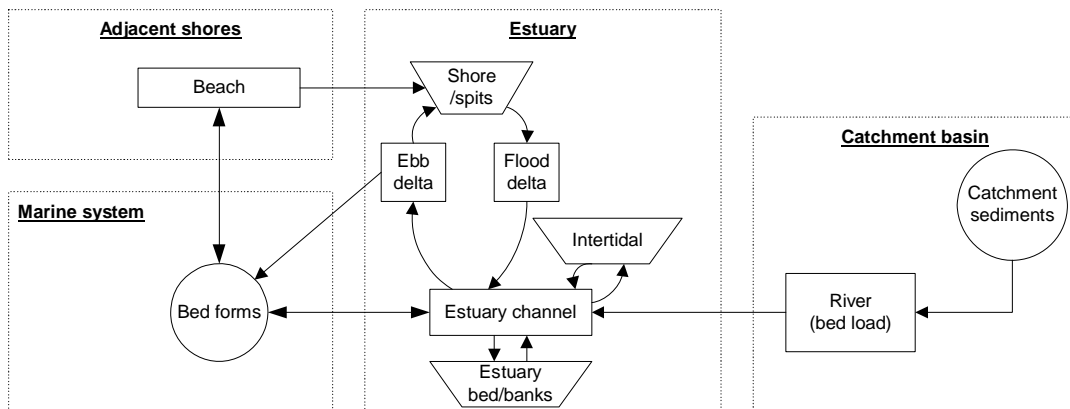 Adjacent shores
Beach
Estuary
Shore
/spits
Ebb
delta
Flood
delta
Intertidal
Estuary channel
Estuary
bed/banks
Marine system
Bed forms
Catchment basin
Catchment
sediments
River
(bed load)